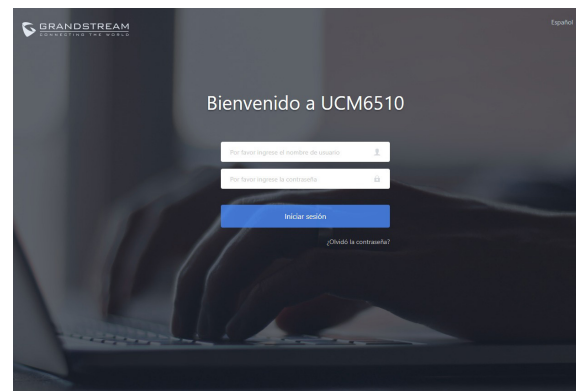 GRANDSTREAM
CONNECTING THE WORLD
Español
Bienvenido a UCM6510
Por favor ingrese el nombre de usuario
Por favor ingrese la contraseña
Iniciar sesión
¿Olvidó la contraseña?